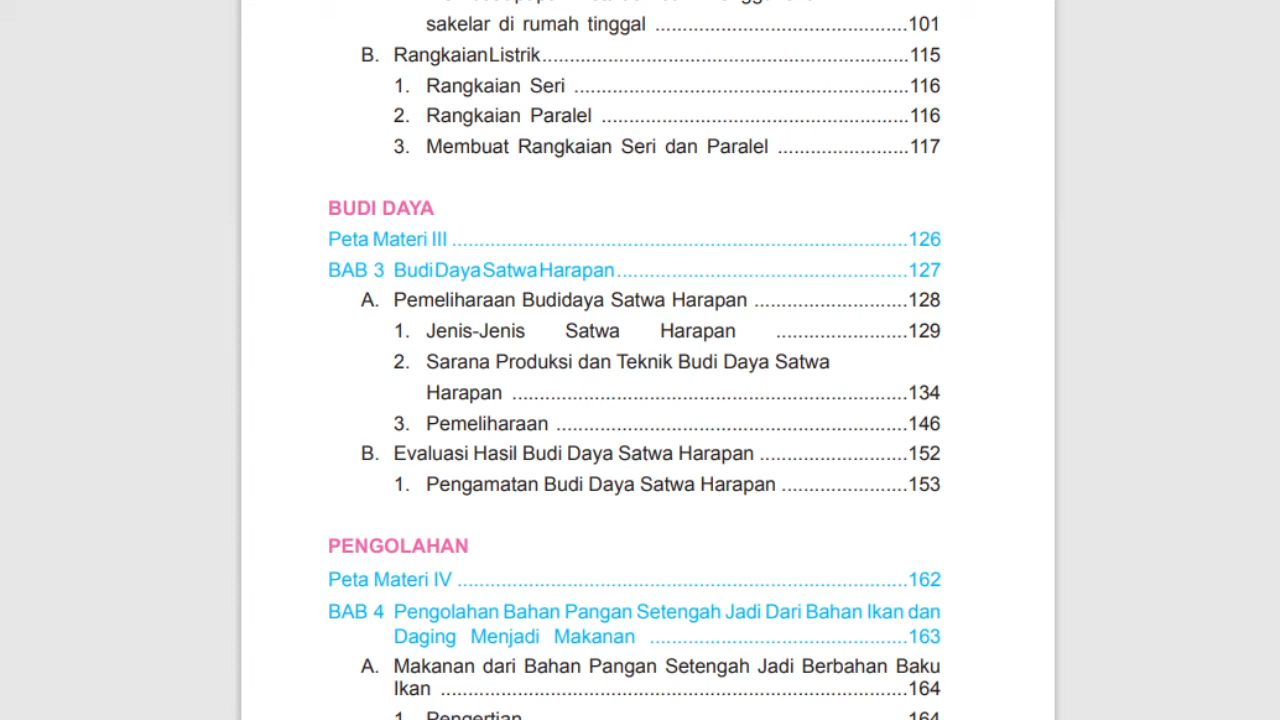 sakelar di rumah tinggal ..............................................101
B. RangkaianListrik...................................................................115
1. Rangkaian Seri .............................................................116
2. Rangkaian Paralel ........................................................116
3. Membuat Rangkaian Seri dan Paralel ........................117
BUDI DAYA
Peta Materi III ...................................................................................126
BAB 3 BudiDayaSatwaHarapan.....................................................127
A. Pemeliharaan Budidaya Satwa Harapan ............................128
1. Jenis-Jenis Satwa Harapan ........................129
2. Sarana Produksi dan Teknik Budi Daya Satwa
Harapan ........................................................................134
3. Pemeliharaan ................................................................146
B. Evaluasi Hasil Budi Daya Satwa Harapan ...........................152
1. Pengamatan Budi Daya Satwa Harapan .......................153
PENGOLAHAN
Peta Materi IV ..................................................................................162
BAB 4 Pengolahan Bahan Pangan Setengah Jadi Dari Bahan Ikan dan
Daging Menjadi Makanan ...............................................163
A. Makanan dari Bahan Pangan Setengah Jadi Berbahan Baku
Ikan .....................................................................................164
1. Pengertian ......................................................................164